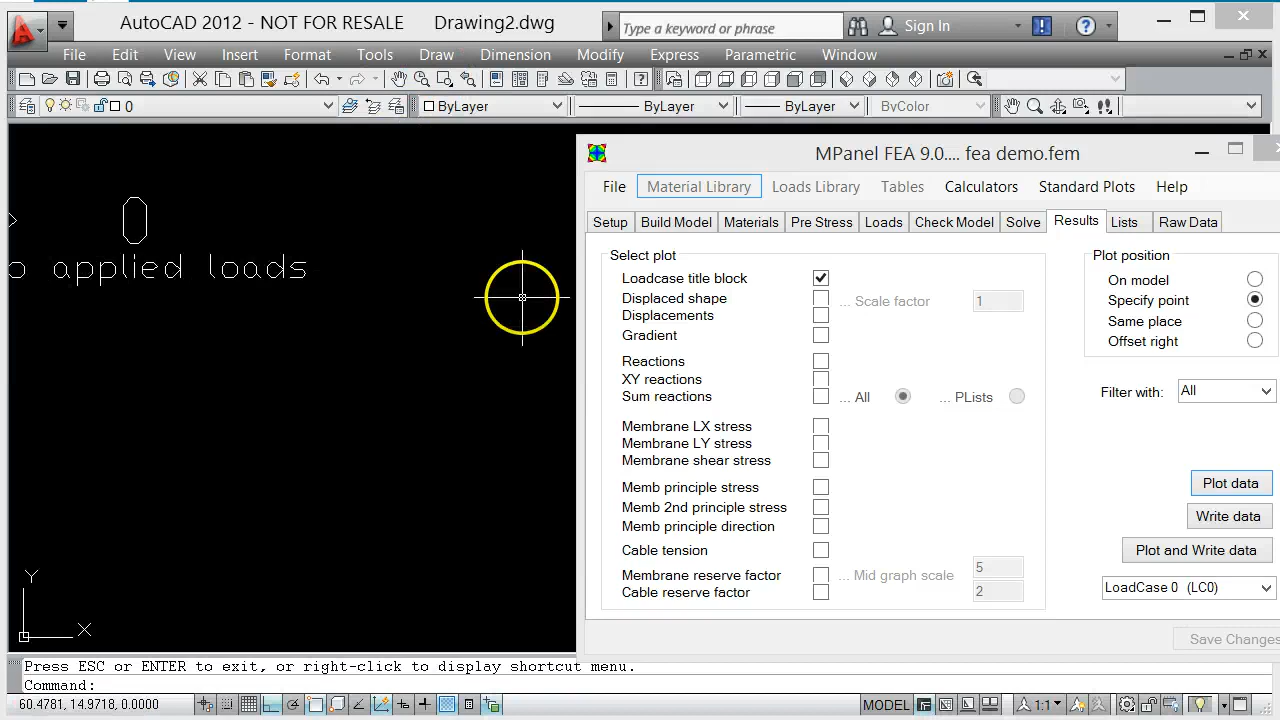 AutoCAD 2012 - NOT FOR RESALE Drawing2.dwg
Type a keyword or phrase
Sign In
?
File Edit View Insert Format Tools Draw Dimension Modify Express Parametric Window
0
ByLayer
ByLayer
ByLayer
ByColor
0
o applied loads
Y
X
MPanel FEA 9.0.... fea demo.fem
File Material Library Loads Library Tables Calculators Standard Plots Help
Setup Build Model Materials Pre Stress Loads Check Model Solve Results Lists Raw Data
Select plot
Loadcase title block
Displaced shape ... Scale factor 1
Displacements
Gradient
Reactions
XY reactions
Sum reactions ... All ... PLists
Membrane LX stress
Membrane LY stress
Membrane shear stress
Memb principle stress
Memb 2nd principle stress
Memb principle direction
Cable tension
Membrane reserve factor ... Mid graph scale 5
Cable reserve factor 2
Plot position
On model
Specify point
Same place
Offset right
Filter with: All
Plot data
Write data
Plot and Write data
LoadCase 0 (LC0)
Save Changes
Press ESC or ENTER to exit, or right-click to display shortcut menu.
Command:
60.4781, 14.9718, 0.0000
MODEL
1:1